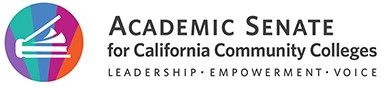 ACADEMIC SENATE
for California Community Colleges
LEADERSHIP · EMPOWERMENT · VOICE